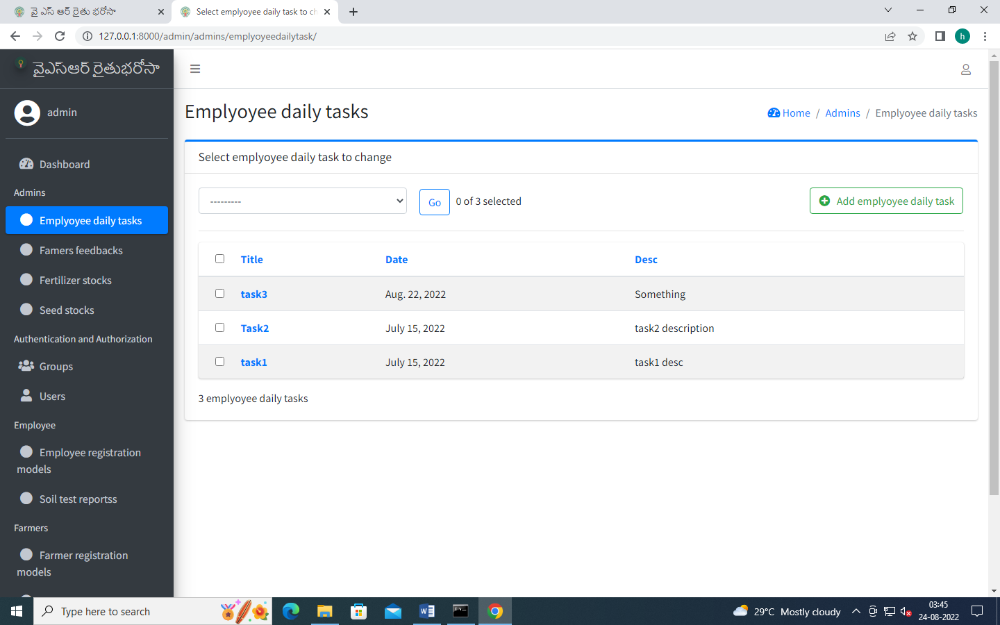 వై ఎస్ ఆర్ రైతు భరోసా
Select emplyoyee daily task to ch
127.0.0.1:8000/admin/admins/emplyoyeedailytask/
h
వైఎస్ఆర్ రైతుభరోసా
admin
Dashboard
Admins
Emplyoyee daily tasks
Famers feedbacks
Fertilizer stocks
Seed stocks
Authentication and Authorization
Groups
Users
Employee
Employee registration
models
Soil test reportss
Farmers
Farmer registration
models
Emplyoyee daily tasks
Home / Admins / Emplyoyee daily tasks
Select emplyoyee daily task to change
---------
Go
0 of 3 selected
Add emplyoyee daily task
Title Date Desc
task3 Aug. 22, 2022 Something
Task2 July 15, 2022 task2 description
task1 July 15, 2022 task1 desc
3 emplyoyee daily tasks
Type here to search
29°C Mostly cloudy
03:45
24-08-2022